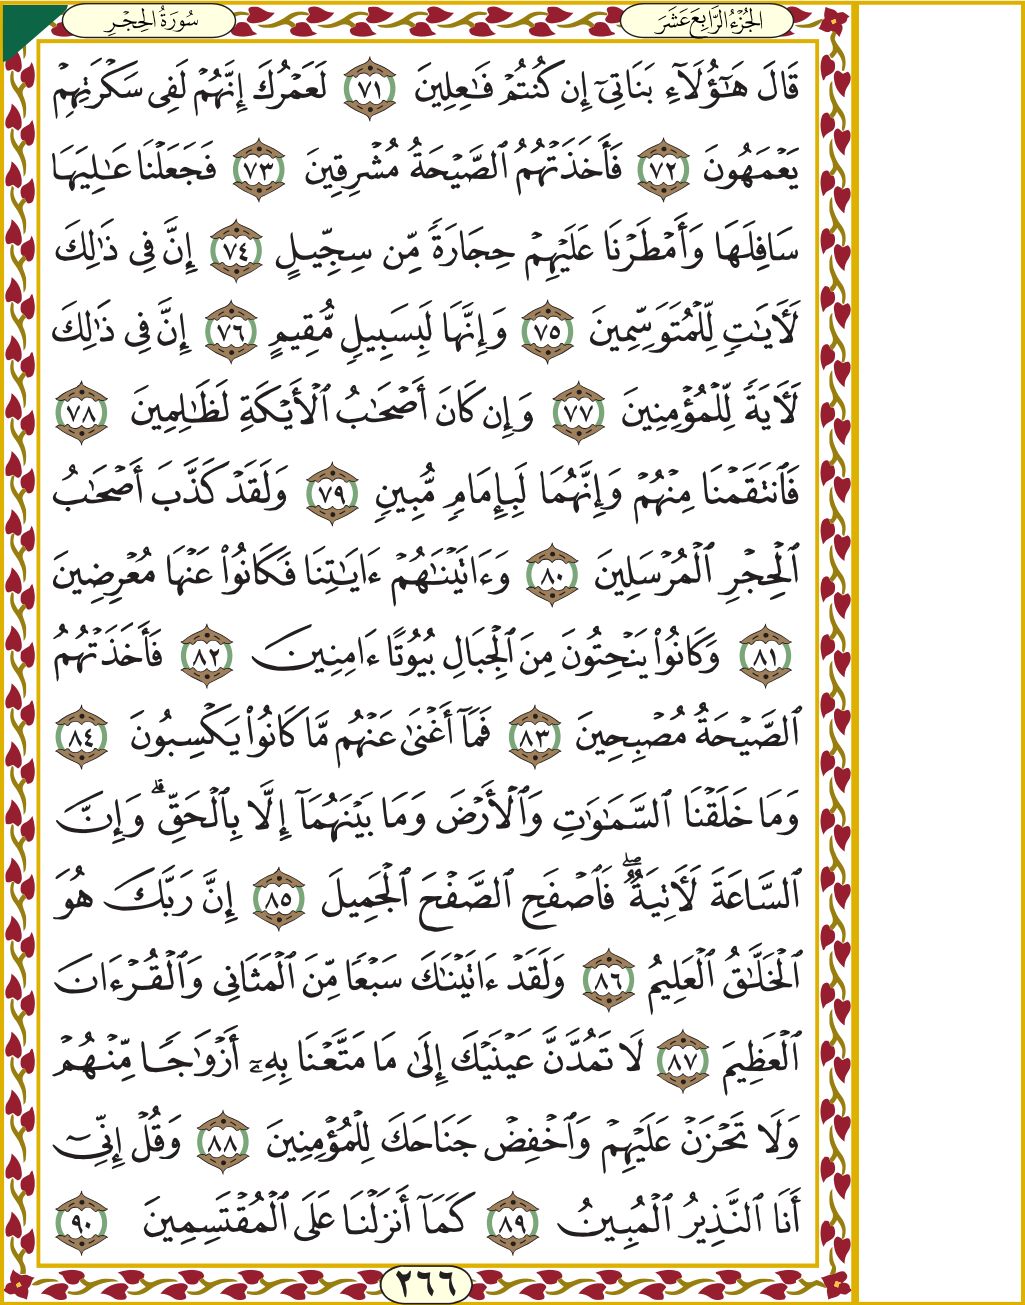 سُورَةُ الحِجْرِ
الجُزْءُ الرَّابِعَ عَشَرَ
قَالَ هَٰٓؤُلَآءِ بَنَاتِىٓ إِن كُنتُمْ فَٰعِلِينَ ٧١ لَعَمْرُكَ إِنَّهُمْ لَفِى سَكْرَتِهِمْ
يَعْمَهُونَ ٧٢ فَأَخَذَتْهُمُ ٱلصَّيْحَةُ مُشْرِقِينَ ٧٣ فَجَعَلْنَا عَٰلِيَهَا
سَافِلَهَا وَأَمْطَرْنَا عَلَيْهِمْ حِجَارَةً مِّن سِجِّيلٍ ٧٤ إِنَّ فِى ذَٰلِكَ
لَءَايَٰتٍ لِّلْمُتَوَسِّمِينَ ٧٥ وَإِنَّهَا لَبِسَبِيلٍ مُّقِيمٍ ٧٦ إِنَّ فِى ذَٰلِكَ
لَءَايَةً لِّلْمُؤْمِنِينَ ٧٧ وَإِن كَانَ أَصْحَٰبُ ٱلْأَيْكَةِ لَظَٰلِمِينَ ٧٨
فَٱنتَقَمْنَا مِنْهُمْ وَإِنَّهُمَا لَبِإِمَامٍ مُّبِينٍ ٧٩ وَلَقَدْ كَذَّبَ أَصْحَٰبُ
ٱلْحِجْرِ ٱلْمُرْسَلِينَ ٨٠ وَءَاتَيْنَٰهُمْ ءَايَٰتِنَا فَكَانُوا۟ عَنْهَا مُعْرِضِينَ
٨١ وَكَانُوا۟ يَنْحِتُونَ مِنَ ٱلْجِبَالِ بُيُوتًا ءَامِنِينَ ٨٢ فَأَخَذَتْهُمُ
ٱلصَّيْحَةُ مُصْبِحِينَ ٨٣ فَمَآ أَغْنَىٰ عَنْهُم مَّا كَانُوا۟ يَكْسِبُونَ ٨٤
وَمَا خَلَقْنَا ٱلسَّمَٰوَٰتِ وَٱلْأَرْضَ وَمَا بَيْنَهُمَآ إِلَّا بِٱلْحَقِّ ۗ وَإِنَّ
ٱلسَّاعَةَ لَءَاتِيَةٌ ۖ فَٱصْفَحِ ٱلصَّفْحَ ٱلْجَمِيلَ ٨٥ إِنَّ رَبَّكَ هُوَ
ٱلْخَلَّٰقُ ٱلْعَلِيمُ ٨٦ وَلَقَدْ ءَاتَيْنَٰكَ سَبْعًا مِّنَ ٱلْمَثَانِى وَٱلْقُرْءَانَ
ٱلْعَظِيمَ ٨٧ لَا تَمُدَّنَّ عَيْنَيْكَ إِلَىٰ مَا مَتَّعْنَا بِهِۦٓ أَزْوَٰجًا مِّنْهُمْ
وَلَا تَحْزَنْ عَلَيْهِمْ وَٱخْفِضْ جَنَاحَكَ لِلْمُؤْمِنِينَ ٨٨ وَقُلْ إِنِّىٓ
أَنَا ٱلنَّذِيرُ ٱلْمُبِينُ ٨٩ كَمَآ أَنزَلْنَا عَلَى ٱلْمُقْتَسِمِينَ ٩٠
٢٦٦